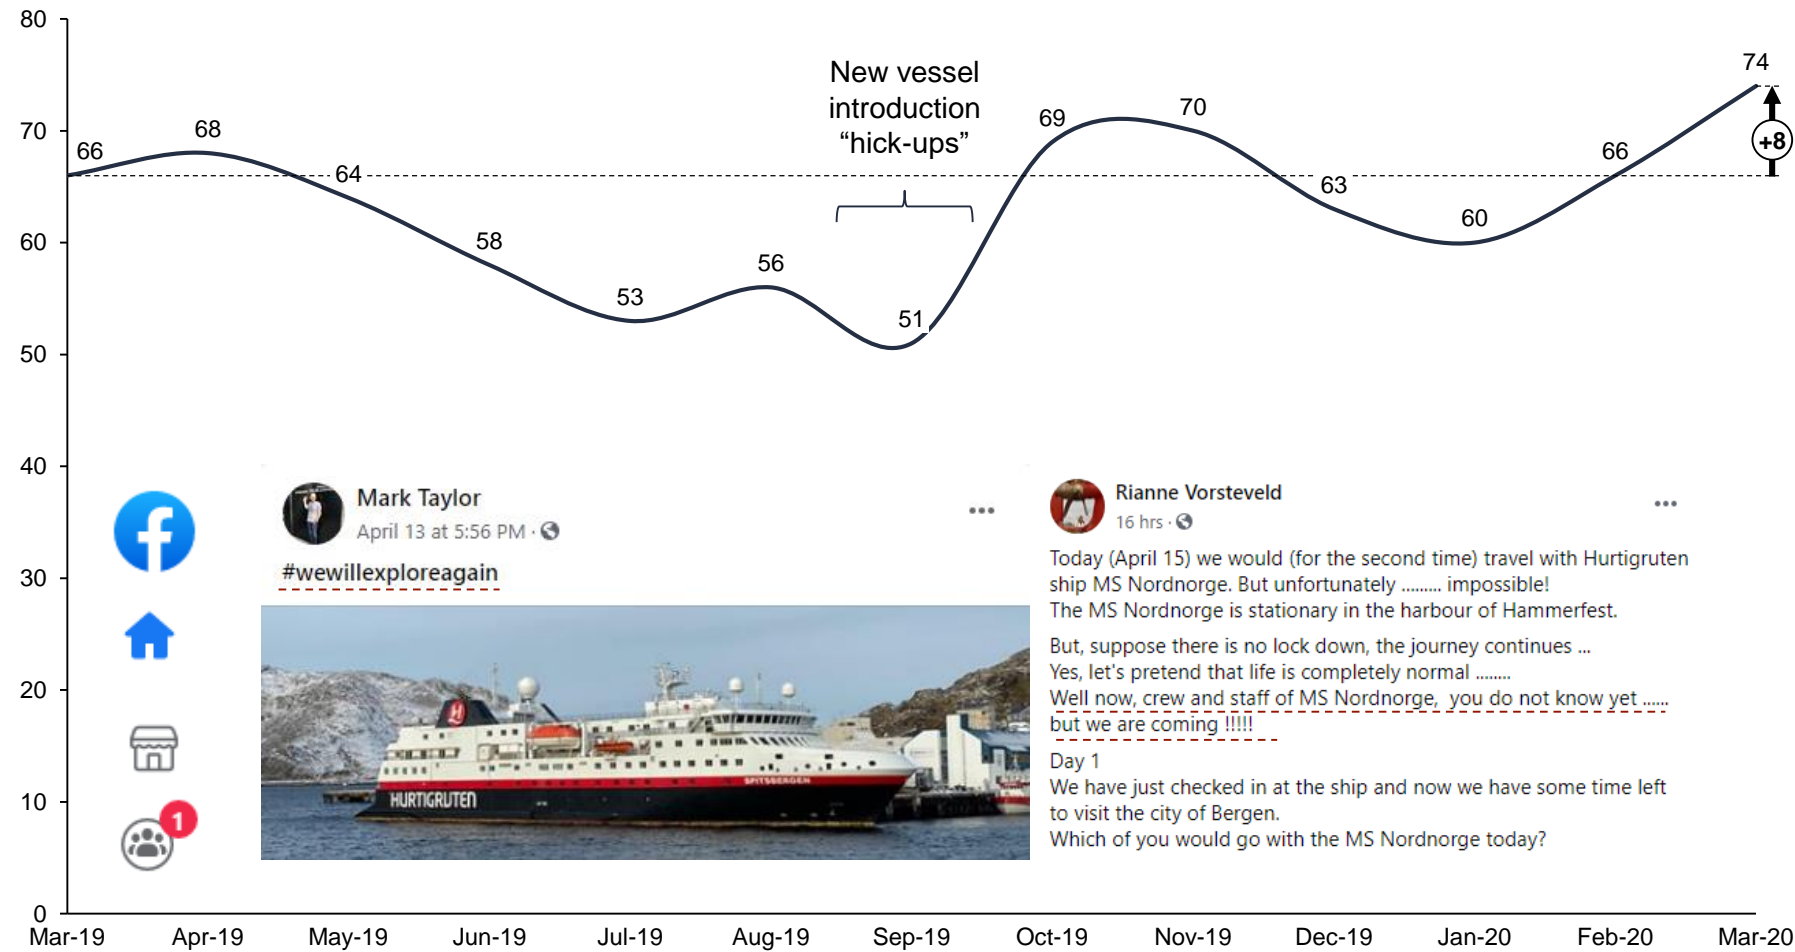 80
70
60
50
40
30
20
10
0
Mar-19
Apr-19
May-19
Jun-19
Jul-19
Aug-19
Sep-19
Oct-19
Nov-19
Dec-19
Jan-20
Feb-20
Mar-20
66
68
64
58
53
56
51
69
70
63
60
66
74
+8
New vessel
introduction
“hick-ups”
1
Mark Taylor
April 13 at 5:56 PM ·
#wewillexploreagain
SPITSBERGEN
HURTIGRUTEN
Rianne Vorsteveld
16 hrs ·
Today (April 15) we would (for the second time) travel with Hurtigruten
ship MS Nordnorge. But unfortunately ......... impossible!
The MS Nordnorge is stationary in the harbour of Hammerfest.
But, suppose there is no lock down, the journey continues ...
Yes, let's pretend that life is completely normal ........
Well now, crew and staff of MS Nordnorge,  you do not know yet ......
but we are coming !!!!!
Day 1
We have just checked in at the ship and now we have some time left
to visit the city of Bergen.
Which of you would go with the MS Nordnorge today?